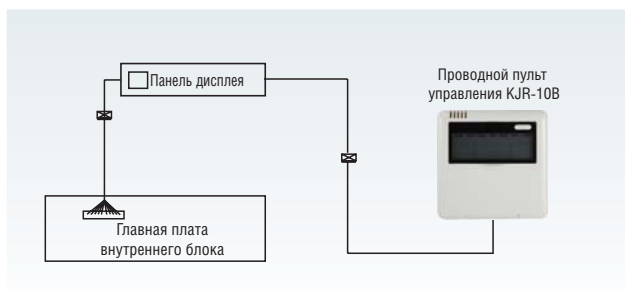 Панель дисплея
Проводной пульт
управления KJR-10B
Главная плата
внутреннего блока